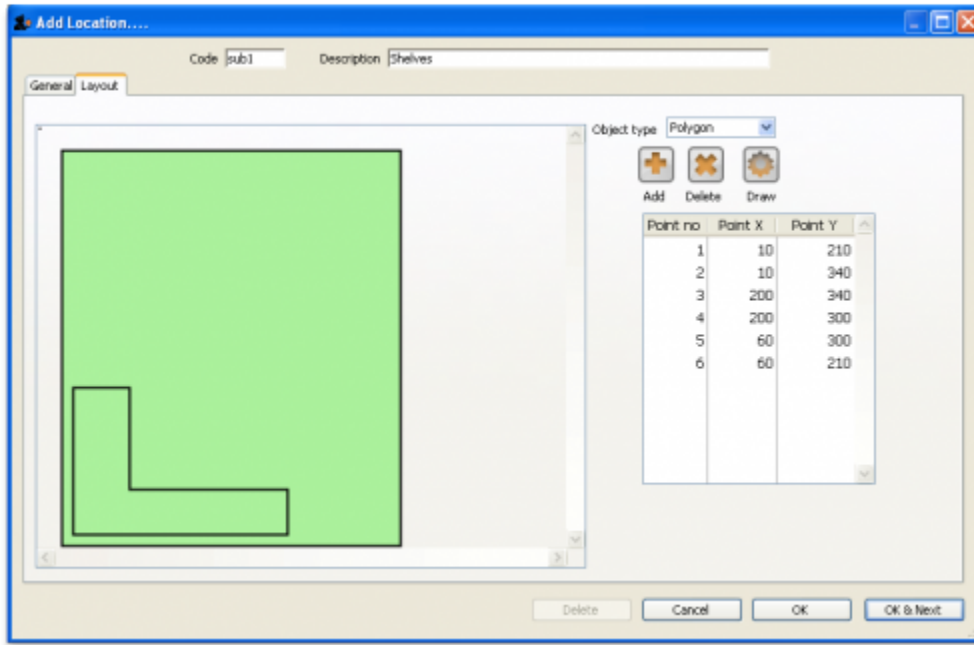 Add Location....
Code sub1 Description Shelves
General Layout
Object type Polygon
Add Delete Draw
Point no Point X Point Y
1 10 210
2 10 340
3 200 340
4 200 300
5 60 300
6 60 210
Delete Cancel OK OK & Next